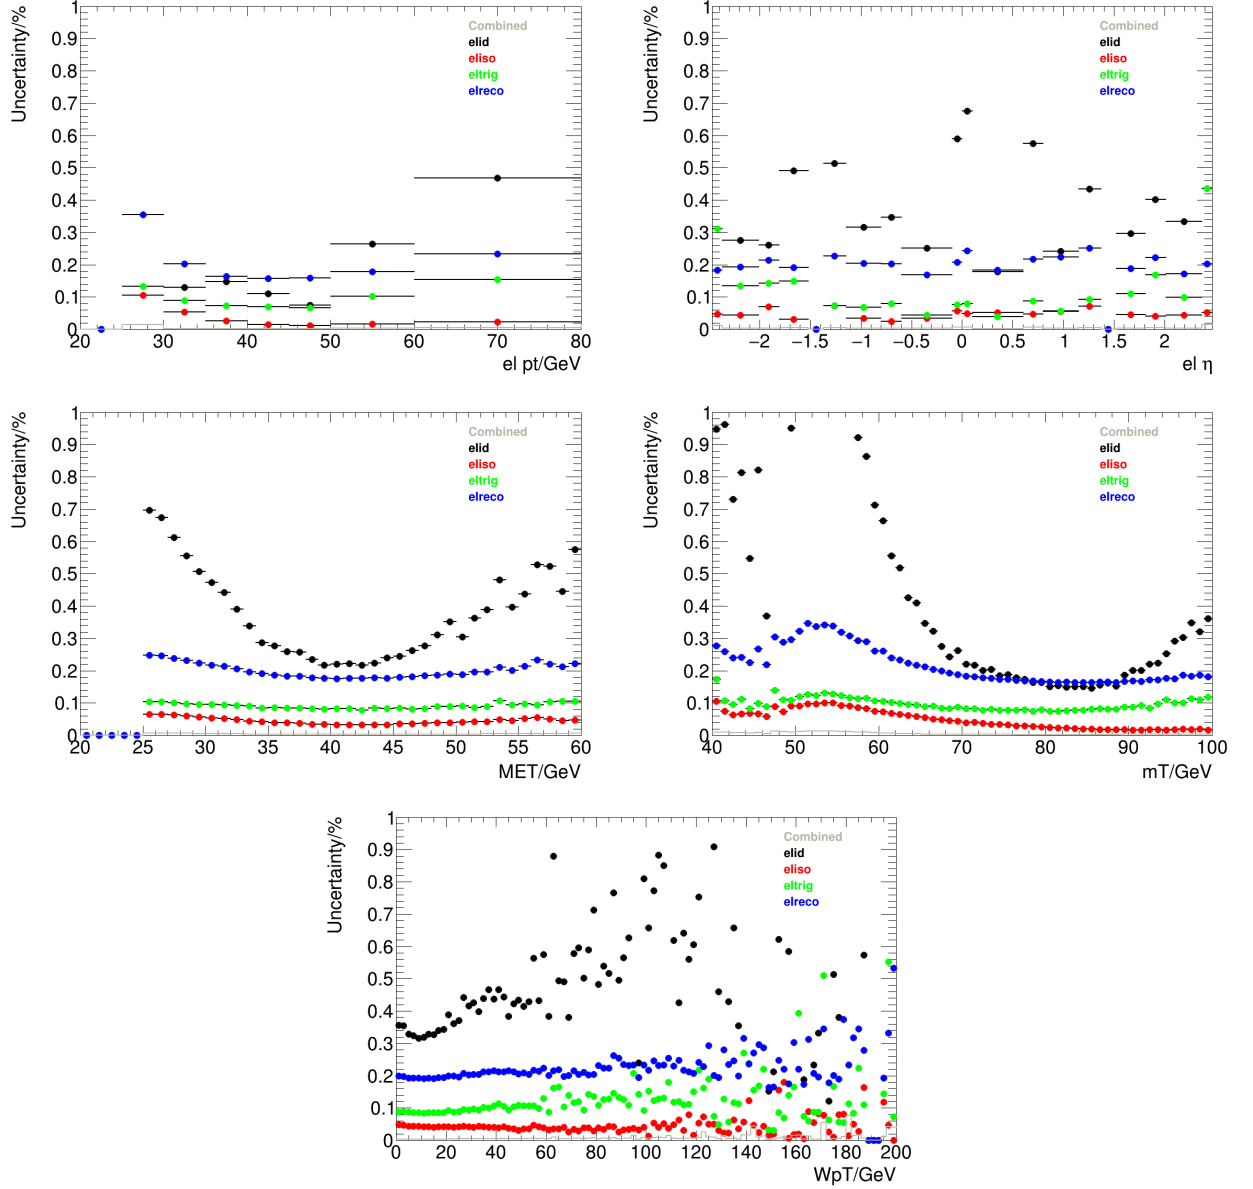 Uncertainty/%
1
0.9
0.8
0.7
0.6
0.5
0.4
0.3
0.2
0.1
0
Combined
elid
eliso
eltrig
elreco
20 30 40 50 60 70 80
el pt/GeV
Uncertainty/%
1
0.9
0.8
0.7
0.6
0.5
0.4
0.3
0.2
0.1
0
Combined
elid
eliso
eltrig
elreco
−2 −1.5 −1 −0.5 0 0.5 1 1.5 2
el η
Uncertainty/%
1
0.9
0.8
0.7
0.6
0.5
0.4
0.3
0.2
0.1
0
Combined
elid
eliso
eltrig
elreco
20 25 30 35 40 45 50 55 60
MET/GeV
Uncertainty/%
1
0.9
0.8
0.7
0.6
0.5
0.4
0.3
0.2
0.1
0
Combined
elid
eliso
eltrig
elreco
40 50 60 70 80 90 100
mT/GeV
Uncertainty/%
1
0.9
0.8
0.7
0.6
0.5
0.4
0.3
0.2
0.1
0
Combined
elid
eliso
eltrig
elreco
0 20 40 60 80 100 120 140 160 180 200
WpT/GeV